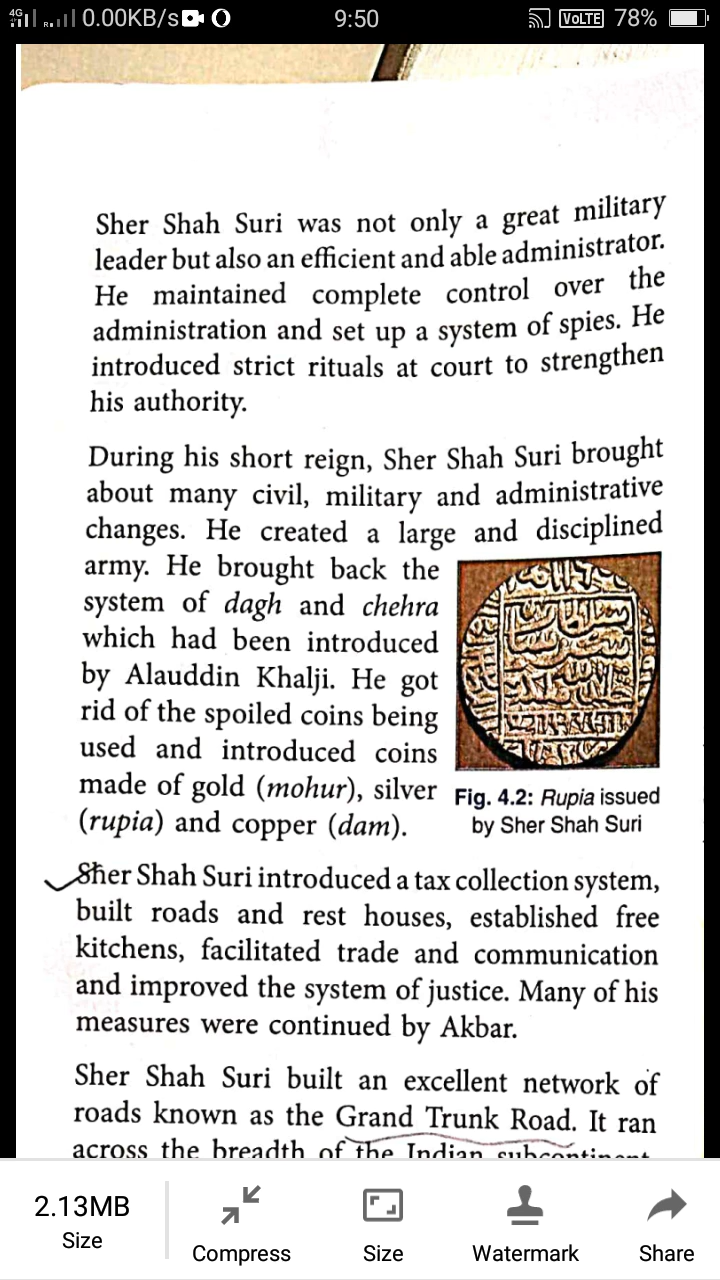 4G R 0.00KB/s 9:50 VoLTE 78%
Sher Shah Suri was not only a great military
leader but also an efficient and able administrator.
He maintained complete control over the
administration and set up a system of spies. He
introduced strict rituals at court to strengthen
his authority.
During his short reign, Sher Shah Suri brought
about many civil, military and administrative
changes. He created a large and disciplined
army. He brought back the
system of dagh and chehra
which had been introduced
by Alauddin Khalji. He got
rid of the spoiled coins being
used and introduced coins
made of gold (mohur), silver
(rupia) and copper (dam).
Fig. 4.2: Rupia issued
by Sher Shah Suri
Sher Shah Suri introduced a tax collection system,
built roads and rest houses, established free
kitchens, facilitated trade and communication
and improved the system of justice. Many of his
measures were continued by Akbar.
Sher Shah Suri built an excellent network of
roads known as the Grand Trunk Road. It ran
across the breadth of the Indian subcontinent
2.13MB
Size
Compress
Size
Watermark
Share